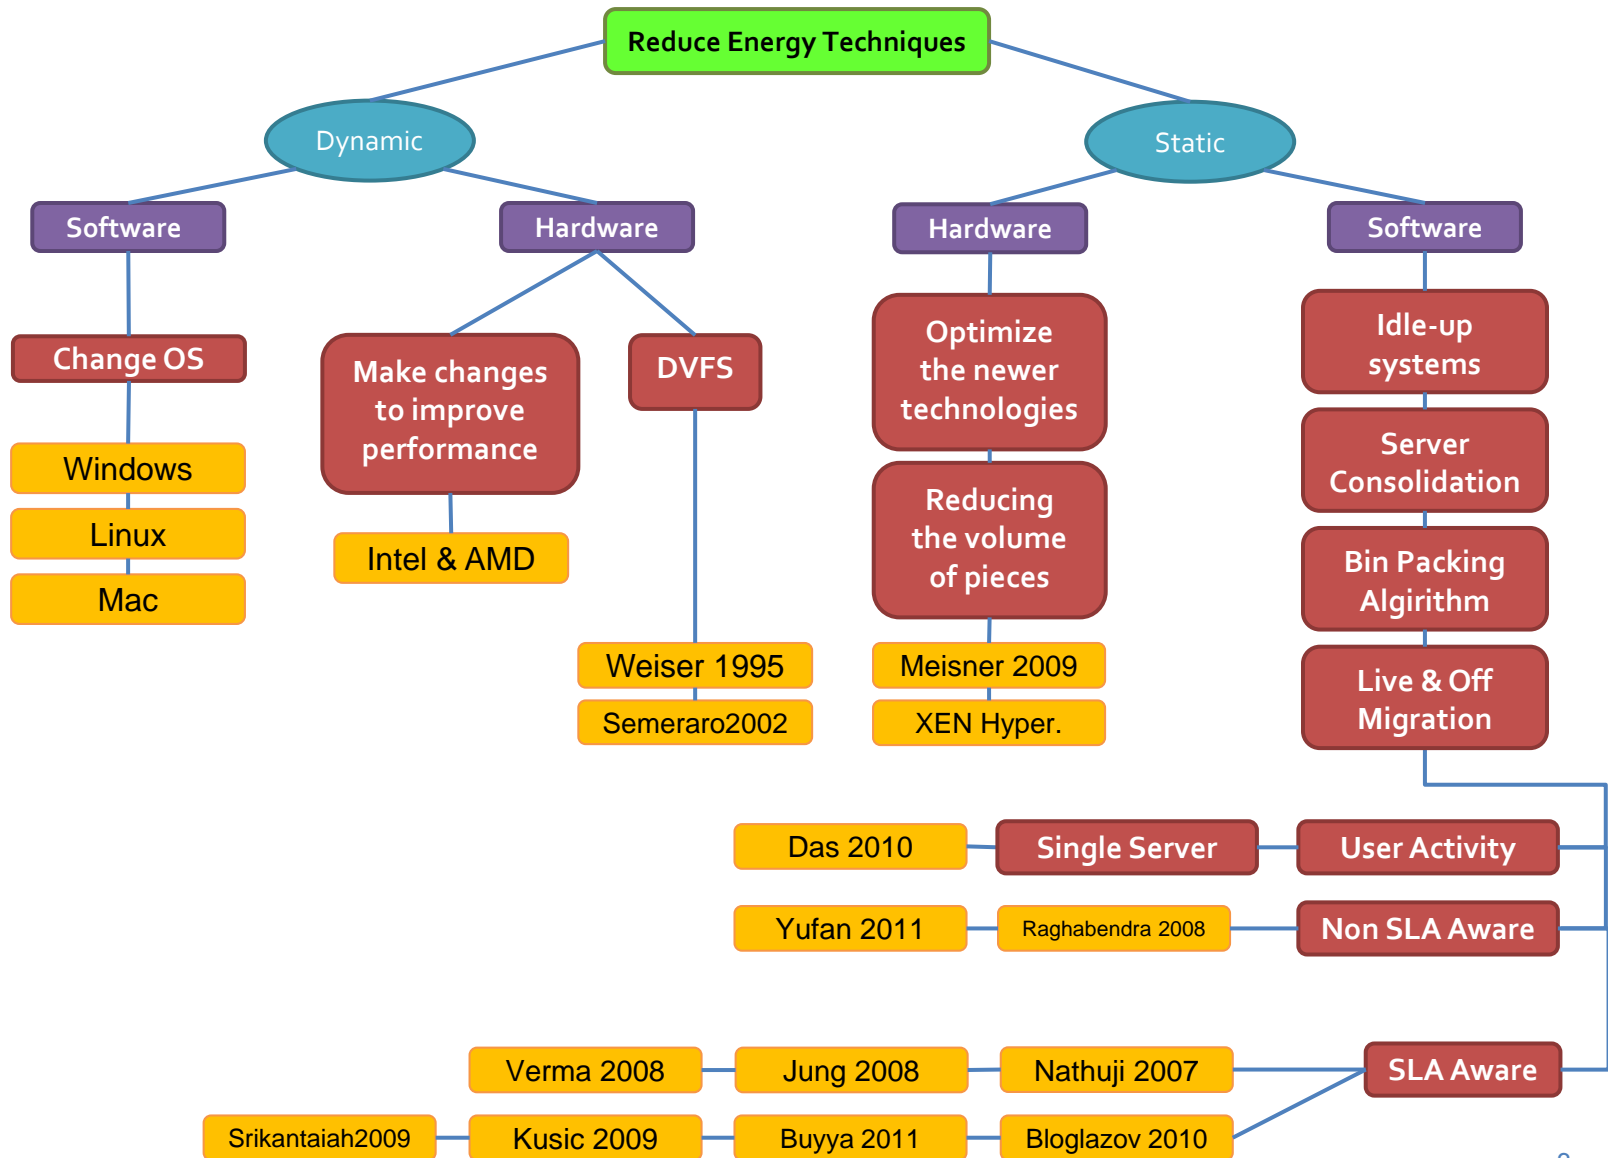 Reduce Energy Techniques
Dynamic
Static
Software
Hardware
Hardware
Software
Change OS
Make changes
to improve
performance
DVFS
Optimize
the newer
technologies
Idle-up
systems
Windows
Linux
Mac
Intel & AMD
Reducing
the volume
of pieces
Server
Consolidation
Bin Packing
Algirithm
Weiser 1995
Semeraro2002
Meisner 2009
XEN Hyper.
Live & Off
Migration
Das 2010
Single Server
User Activity
Yufan 2011
Raghabendra 2008
Non SLA Aware
Verma 2008
Jung 2008
Nathuji 2007
SLA Aware
Srikantaiah2009
Kusic 2009
Buyya 2011
Bloglazov 2010